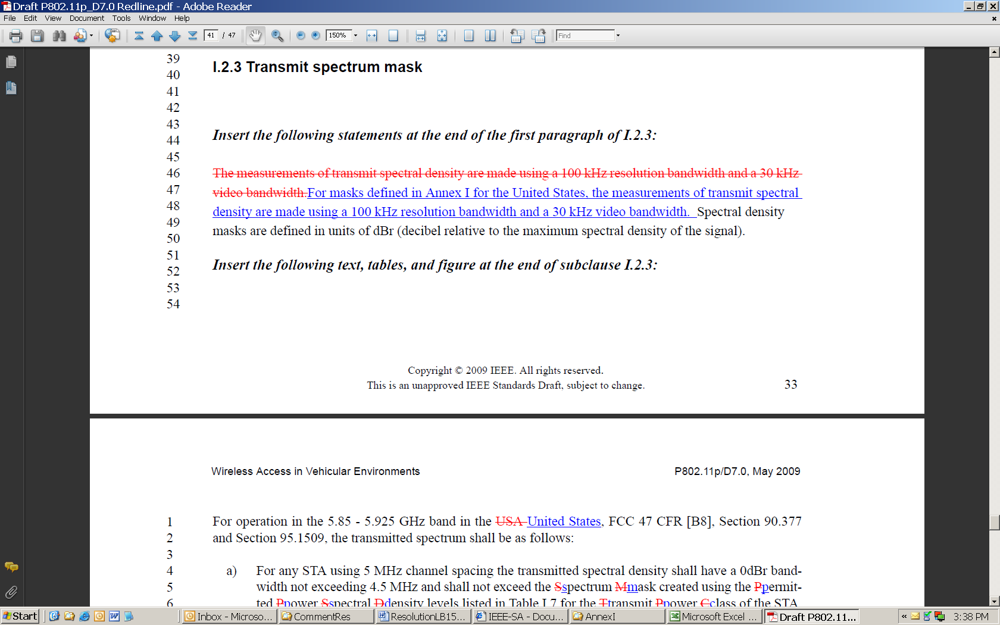 Draft P802.11p_D7.0 Redline.pdf - Adobe Reader
File Edit View Document Tools Window Help
41 / 47 150% Find
39
I.2.3 Transmit spectrum mask
40
41
42
43
Insert the following statements at the end of the first paragraph of I.2.3:
44
45
46 The measurements of transmit spectral density are made using a 100 kHz resolution bandwidth and a 30 kHz
47 video bandwidth.For masks defined in Annex I for the United States, the measurements of transmit spectral
48 density are made using a 100 kHz resolution bandwidth and a 30 kHz video bandwidth. Spectral density
49 masks are defined in units of dBr (decibel relative to the maximum spectral density of the signal).
50
51
Insert the following text, tables, and figure at the end of subclause I.2.3:
52
53
54
Copyright © 2009 IEEE. All rights reserved.
This is an unapproved IEEE Standards Draft, subject to change. 33
Wireless Access in Vehicular Environments P802.11p/D7.0, May 2009
1 For operation in the 5.85 - 5.925 GHz band in the USA United States, FCC 47 CFR [B8], Section 90.377
2 and Section 95.1509, the transmitted spectrum shall be as follows:
3
4 a) For any STA using 5 MHz channel spacing the transmitted spectral density shall have a 0dBr band-
5 width not exceeding 4.5 MHz and shall not exceed the Sspectrum Mmask created using the Ppermit-
6 ted Ppower Sspectral Ddensity levels listed in Table I.7 for the Ttransmit Ppower Cclass of the STA.
Start Inbox - Microso... CommentRes ResolutionLB15... IEEE-SA - Docu... AnnexI Microsoft Excel ... Draft P802.11... « 3:38 PM